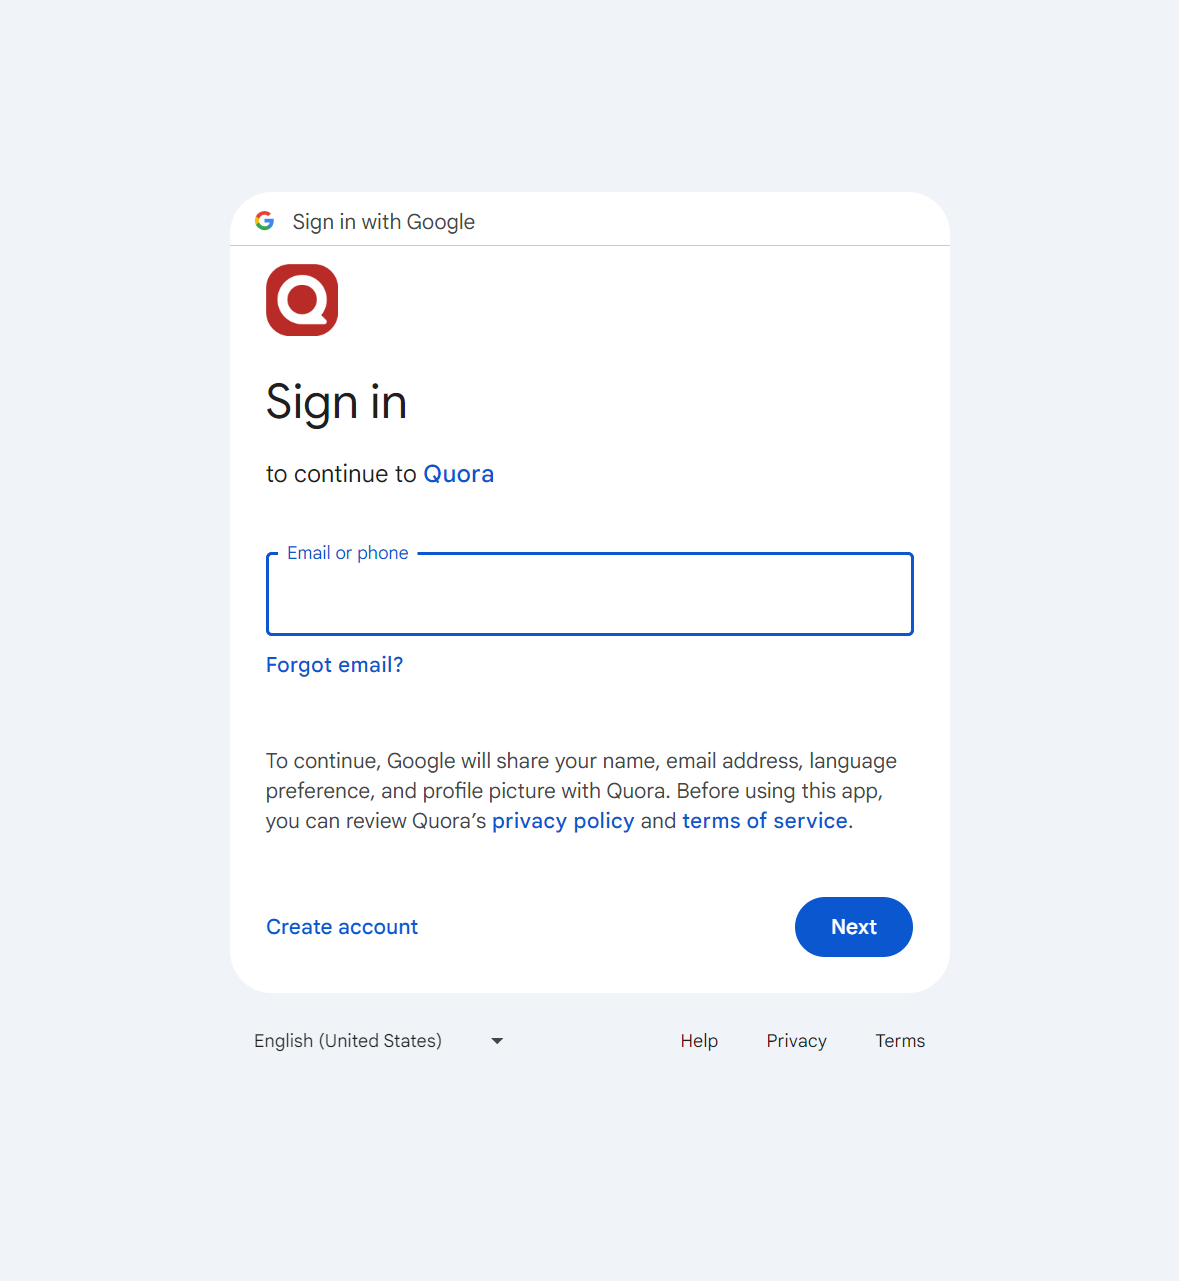 Sign in with Google
Sign in
to continue to Quora
Email or phone
Forgot email?
To continue, Google will share your name, email address, language
preference, and profile picture with Quora. Before using this app,
you can review Quora’s privacy policy and terms of service.
Create account
Next
English (United States)
Help
Privacy
Terms